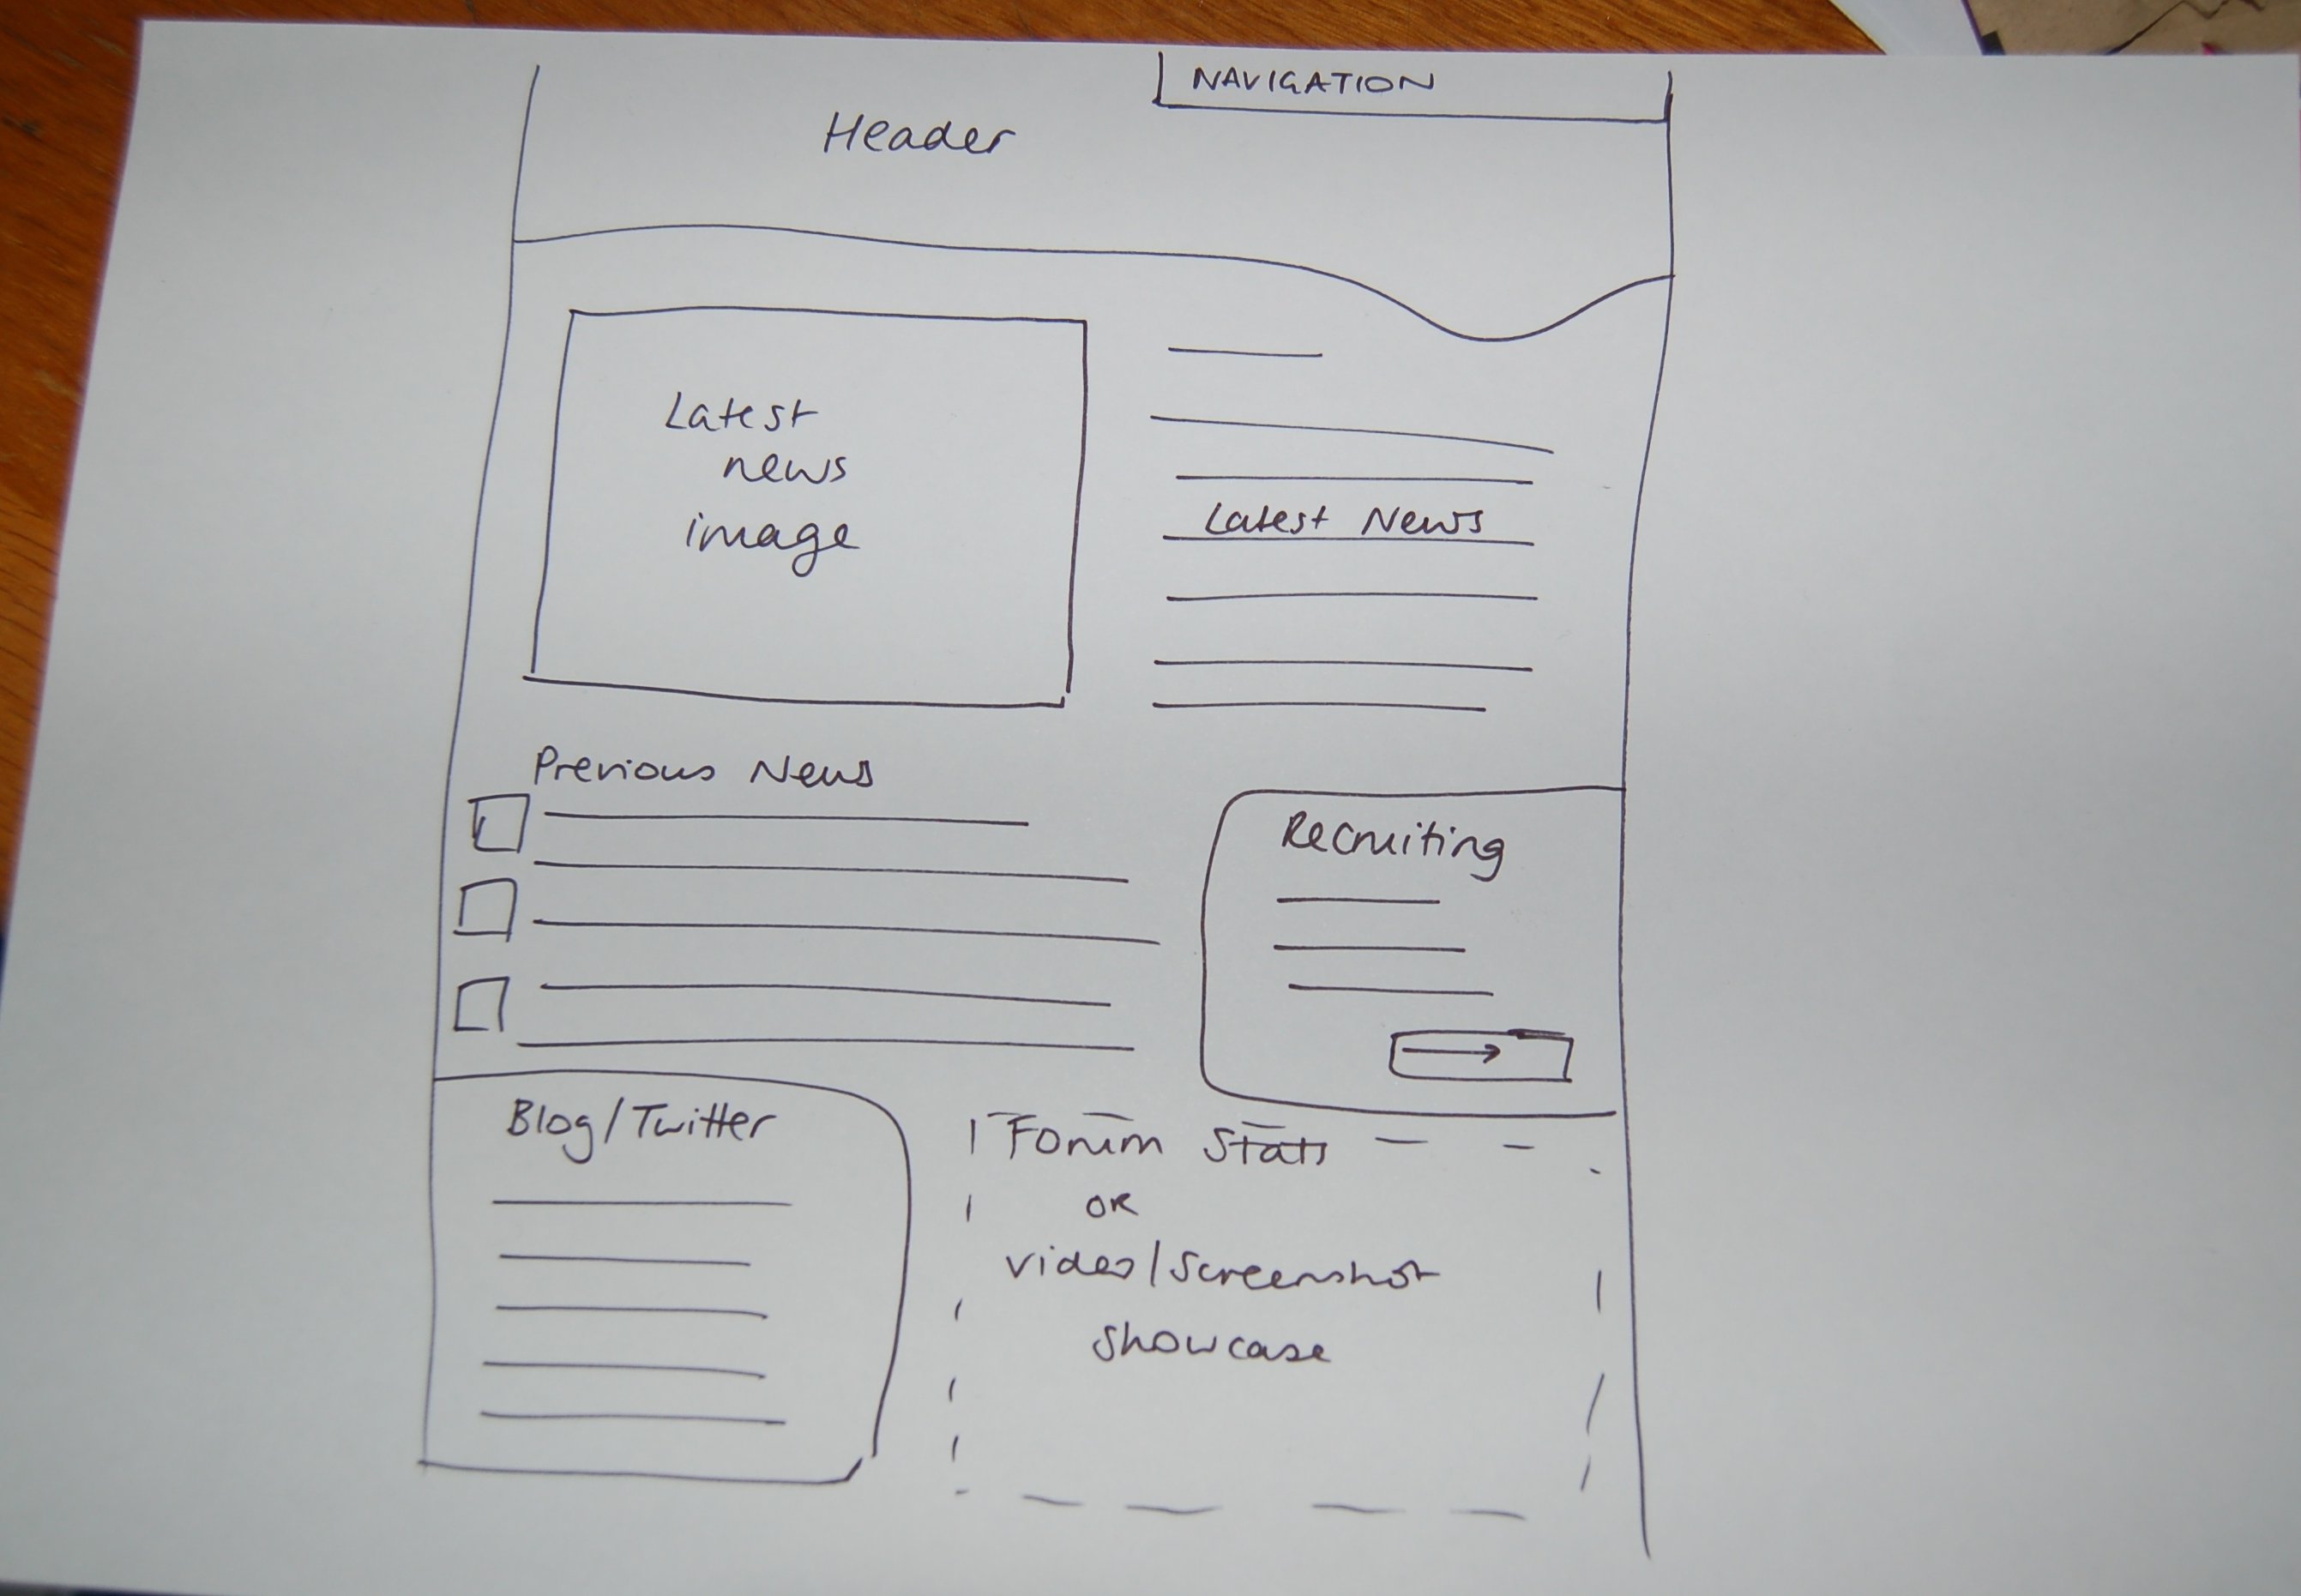 NAVIGATION
Header
Latest
news
image
Latest News
Previous News
Recruiting
Blog/Twitter
Forum Stats
OR
video/Screenshot
showcase